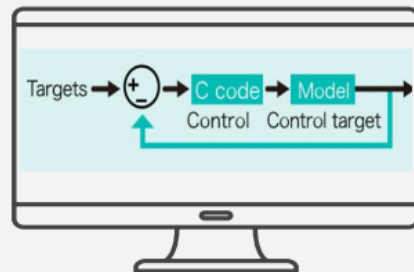 Targets + - C code Model
Control Control target